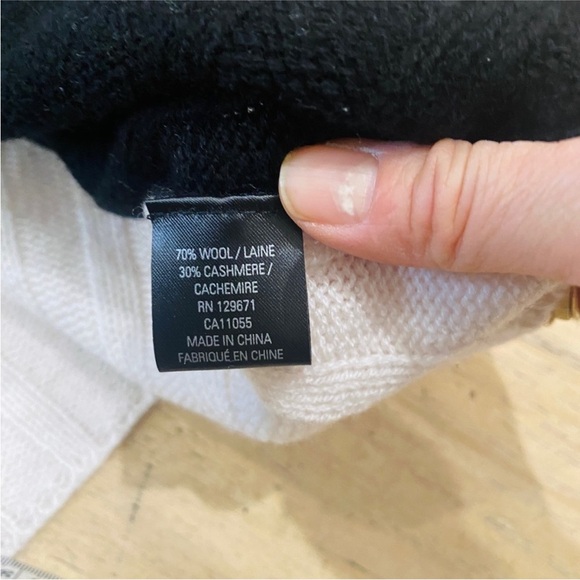 70% WOOL / LAINE
30% CASHMERE /
CACHEMIRE
RN 129671
CA11055
MADE IN CHINA
FABRIQUÉ EN CHINE